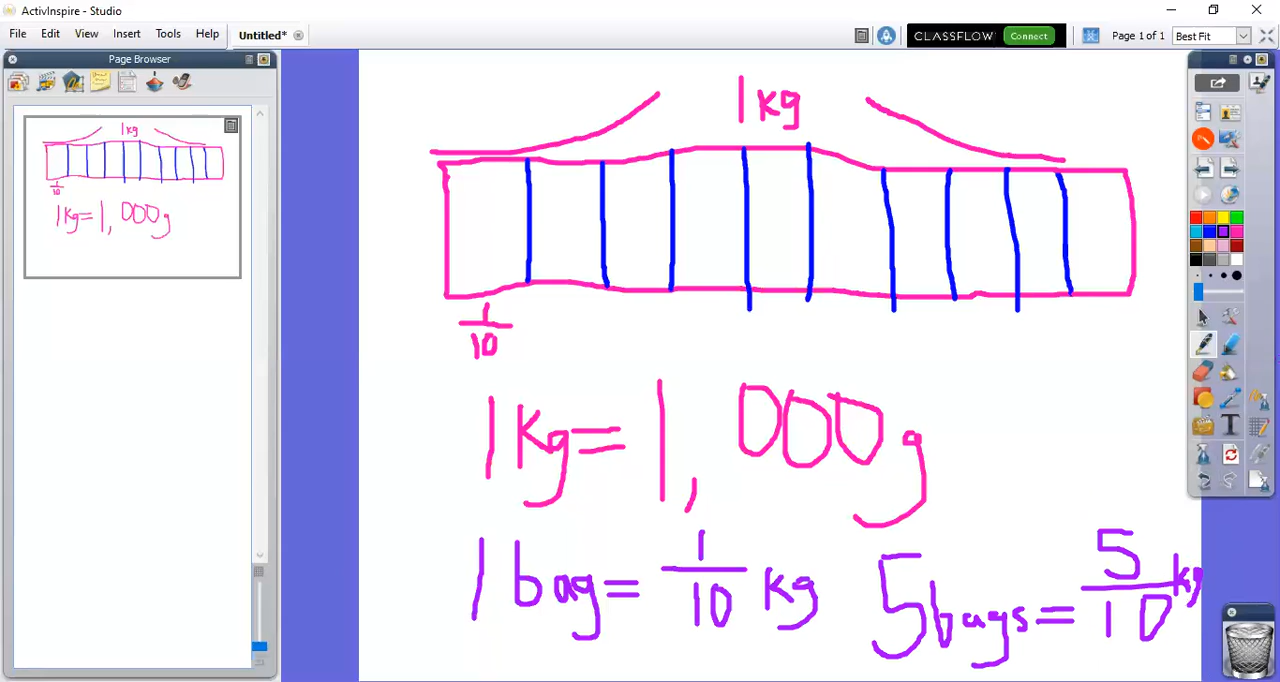 ActivInspire - Studio
File Edit View Insert Tools Help Untitled* CLASSFLOW Connect Page 1 of 1 Best Fit
Page Browser
1kg
1/10
1kg=1,000g
1kg
1/10
1kg=1,000g
1 bag = 1/10 kg 5 bags = 5/10 kg
T